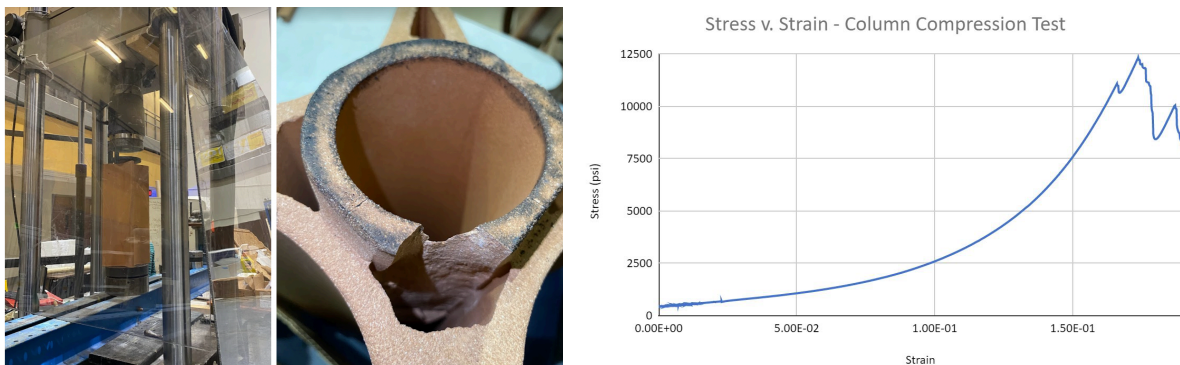 Stress v. Strain - Column Compression Test
12500
10000
7500
5000
2500
0
Stress (psi)
0.00E+00 5.00E-02 1.00E-01 1.50E-01
Strain